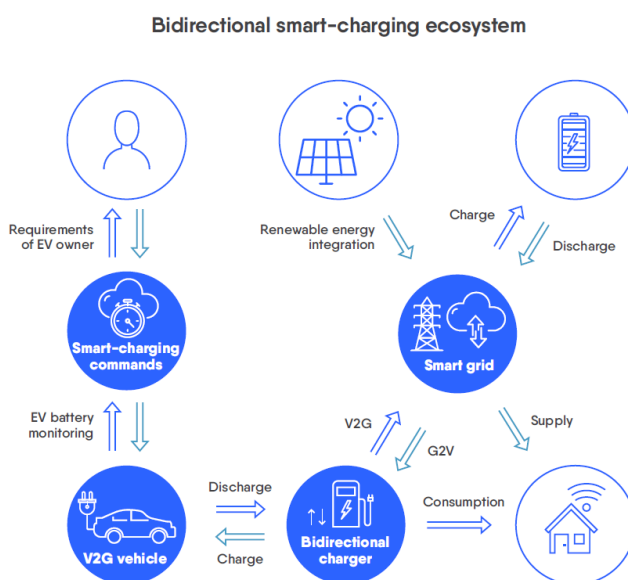 Bidirectional smart-charging ecosystem
Requirements
of EV owner
Renewable energy
integration
Charge
Discharge
Smart-charging
commands
Smart grid
EV battery
monitoring
V2G
G2V
Supply
Discharge
Charge
Consumption
V2G vehicle
Bidirectional
charger